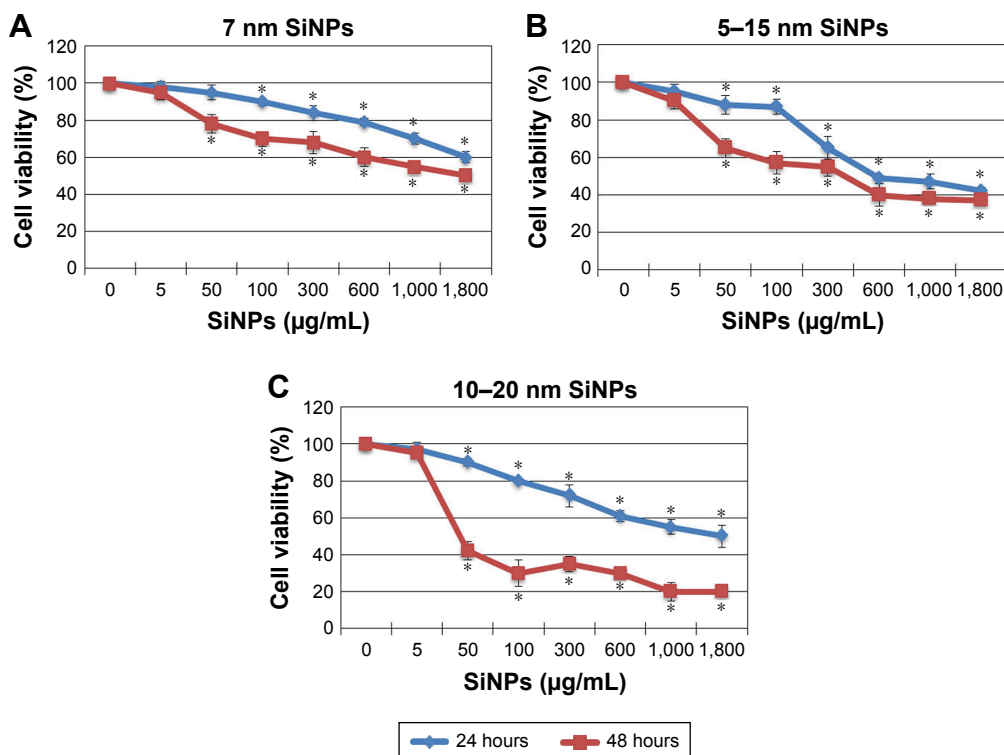 A
7 nm SiNPs
120
100
80
60
40
20
0
Cell viability (%)
* * * * * *
* * * * * *
0 5 50 100 300 600 1,000 1,800
SiNPs (µg/mL)
B
5–15 nm SiNPs
120
100
80
60
40
20
0
Cell viability (%)
* * * * * *
* * * * * *
0 5 50 100 300 600 1,000 1,800
SiNPs (µg/mL)
C
10–20 nm SiNPs
120
100
80
60
40
20
0
Cell viability (%)
* * * * * *
* * * * * *
0 5 50 100 300 600 1,000 1,800
SiNPs (µg/mL)
24 hours 48 hours